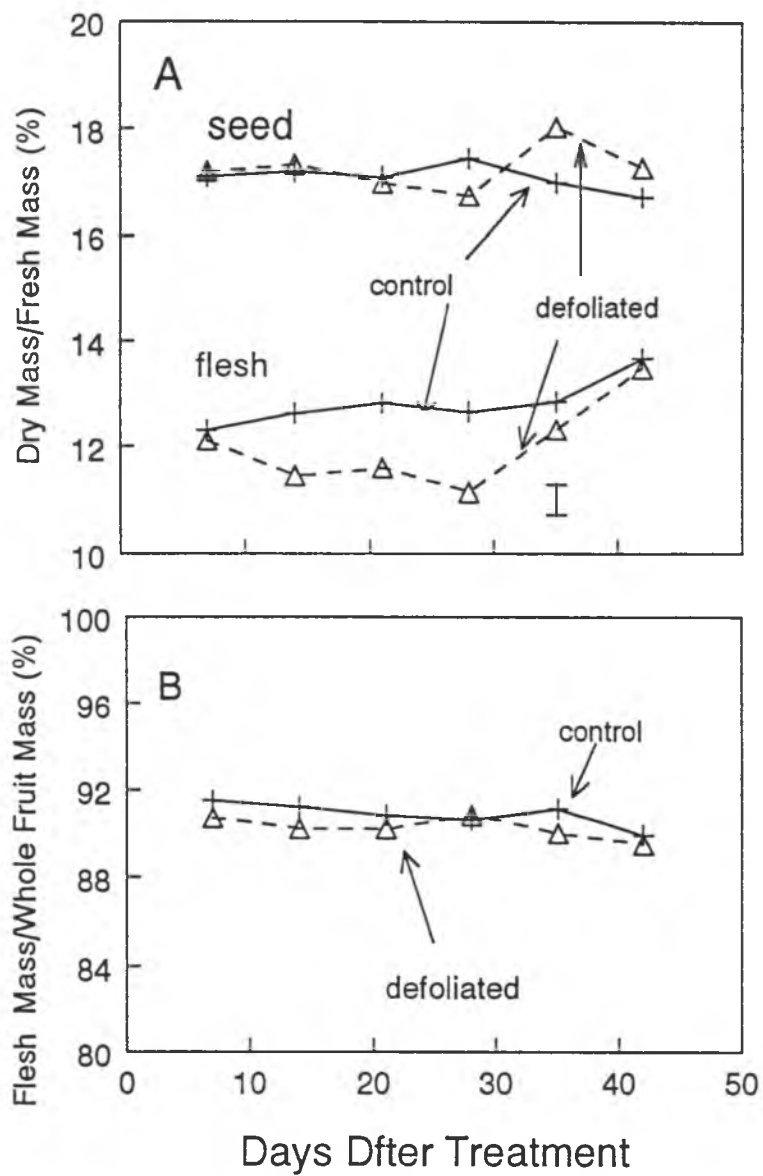 20
A
seed
18
16
control
defoliated
14
flesh
12
10
Dry Mass/Fresh Mass (%)
100
B
96
control
92
88
84
defoliated
80
Flesh Mass/Whole Fruit Mass (%)
0 10 20 30 40 50
Days Dfter Treatment